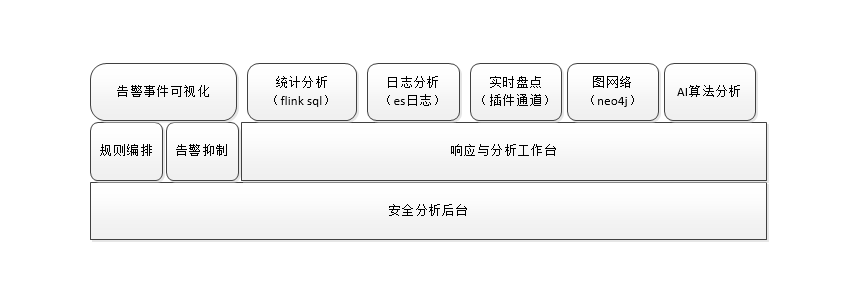 告警事件可视化
统计分析
（flink sql）
日志分析
（es日志）
实时盘点
（插件通道）
图网络
（neo4j）
AI算法分析
规则编排
告警抑制
响应与分析工作台
安全分析后台